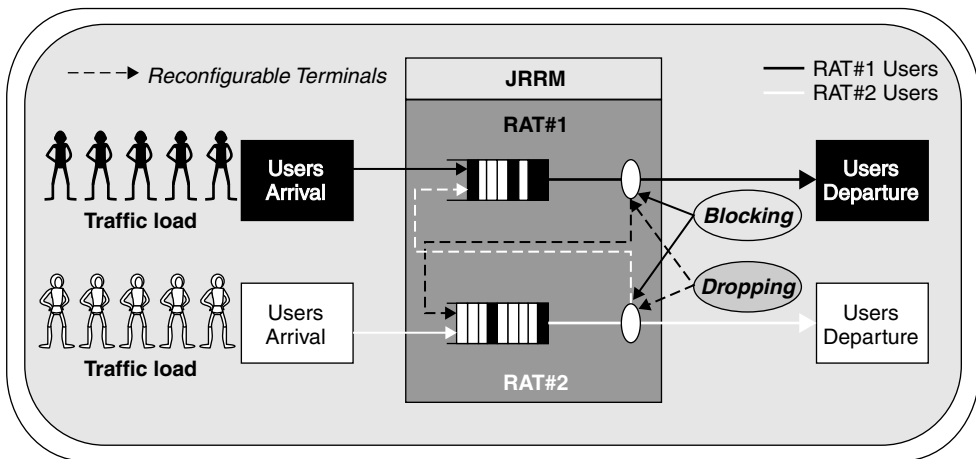 Reconfigurable Terminals
JRRM
RAT#1 Users
RAT#2 Users
RAT#1
Users
Arrival
Traffic load
Users
Departure
Blocking
Dropping
Users
Arrival
Traffic load
Users
Departure
RAT#2